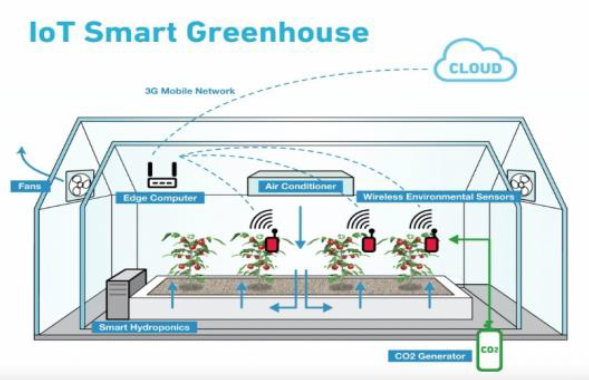 IoT Smart Greenhouse
CLOUD
3G Mobile Network
Fans
Edge Computer
Air Conditioner
Wireless Environmental Sensors
Smart Hydroponics
CO2 Generator
CO2